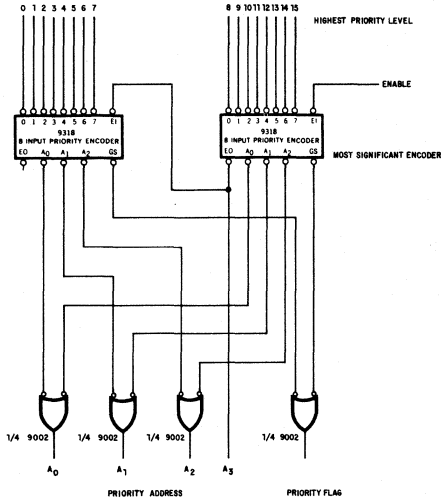 0 1 2 3 4 5 6 7
8 9 10 11 12 13 14 15
HIGHEST PRIORITY LEVEL
ENABLE
0 1 2 3 4 5 6 7 EI
9318
8 INPUT PRIORITY ENCODER
EO A0 A1 A2 GS
0 1 2 3 4 5 6 7 EI
9318
8 INPUT PRIORITY ENCODER
EO A0 A1 A2 GS
MOST SIGNIFICANT ENCODER
1/4 9002
1/4 9002
1/4 9002
1/4 9002
A0 A1 A2 A3
PRIORITY ADDRESS
PRIORITY FLAG